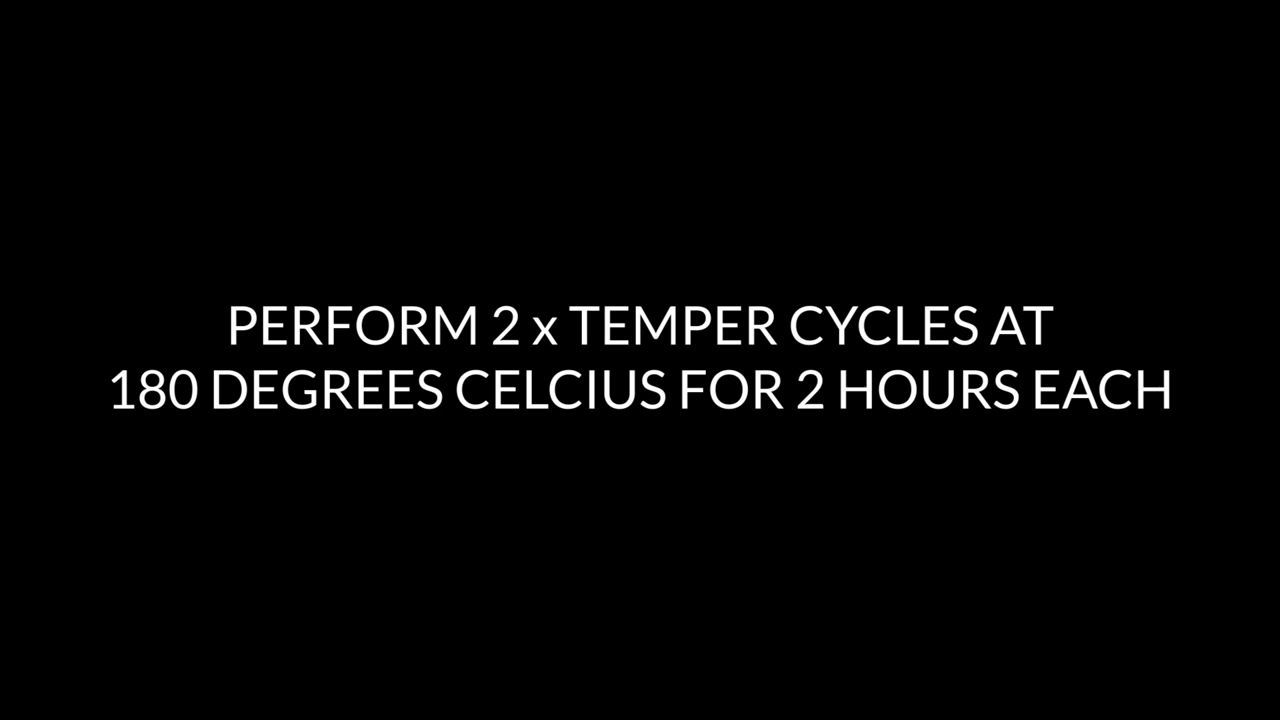 PERFORM 2 x TEMPER CYCLES AT
180 DEGREES CELCIUS FOR 2 HOURS EACH